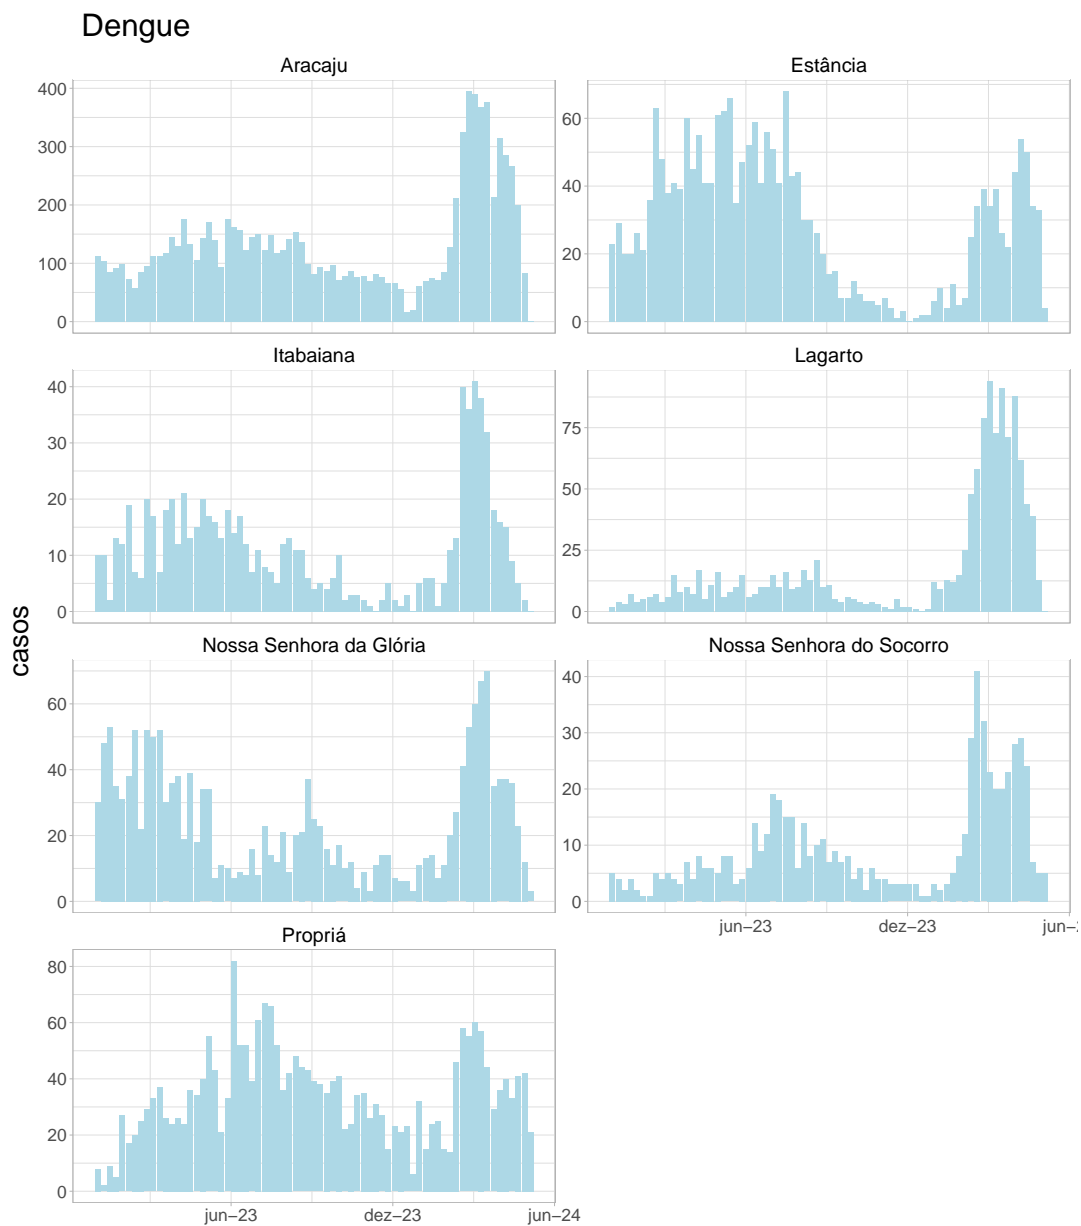 Dengue
Aracaju
Estância
400
300
200
100
0
60
40
20
0
Itabaiana
Lagarto
40
30
20
10
0
75
50
25
0
casos
Nossa Senhora da Glória
Nossa Senhora do Socorro
60
40
20
0
40
30
20
10
0
jun–23
dez–23
jun–
Propriá
80
60
40
20
0
jun–23
dez–23
jun–24